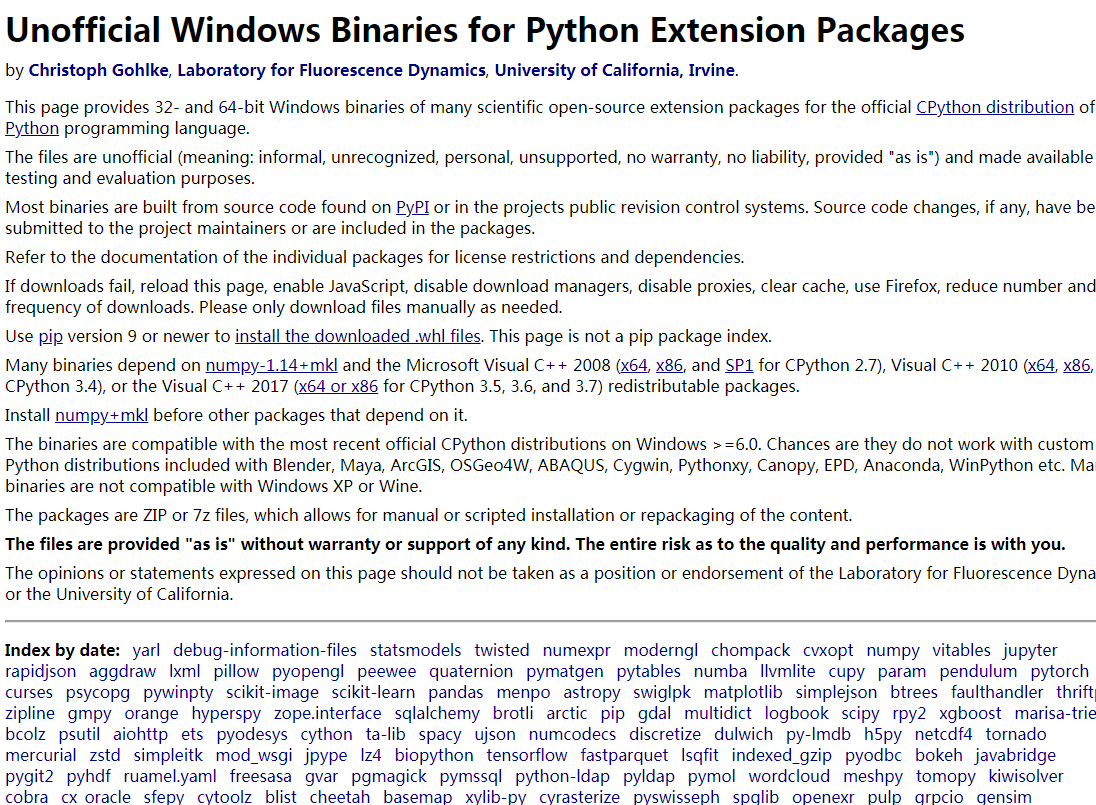 Unofficial Windows Binaries for Python Extension Packages
by Christoph Gohlke, Laboratory for Fluorescence Dynamics, University of California, Irvine.
This page provides 32- and 64-bit Windows binaries of many scientific open-source extension packages for the official CPython distribution of
Python programming language.
The files are unofficial (meaning: informal, unrecognized, personal, unsupported, no warranty, no liability, provided "as is") and made available
testing and evaluation purposes.
Most binaries are built from source code found on PyPI or in the projects public revision control systems. Source code changes, if any, have be
submitted to the project maintainers or are included in the packages.
Refer to the documentation of the individual packages for license restrictions and dependencies.
If downloads fail, reload this page, enable JavaScript, disable download managers, disable proxies, clear cache, use Firefox, reduce number and
frequency of downloads. Please only download files manually as needed.
Use pip version 9 or newer to install the downloaded .whl files. This page is not a pip package index.
Many binaries depend on numpy-1.14+mkl and the Microsoft Visual C++ 2008 (x64, x86, and SP1 for CPython 2.7), Visual C++ 2010 (x64, x86,
CPython 3.4), or the Visual C++ 2017 (x64 or x86 for CPython 3.5, 3.6, and 3.7) redistributable packages.
Install numpy+mkl before other packages that depend on it.
The binaries are compatible with the most recent official CPython distributions on Windows >=6.0. Chances are they do not work with custom
Python distributions included with Blender, Maya, ArcGIS, OSGeo4W, ABAQUS, Cygwin, Pythonxy, Canopy, EPD, Anaconda, WinPython etc. Ma
binaries are not compatible with Windows XP or Wine.
The packages are ZIP or 7z files, which allows for manual or scripted installation or repackaging of the content.
The files are provided "as is" without warranty or support of any kind. The entire risk as to the quality and performance is with you.
The opinions or statements expressed on this page should not be taken as a position or endorsement of the Laboratory for Fluorescence Dyna
or the University of California.
Index by date: yarl debug-information-files statsmodels twisted numexpr moderngl chompack cvxopt numpy vitables jupyter
rapidjson aggdraw lxml pillow pyopengl peewee quaternion pymatgen pytables numba llvmlite cupy param pendulum pytorch
curses psycopg pywinpty scikit-image scikit-learn pandas menpo astropy swiglpk matplotlib simplejson btrees faulthandler thriftp
zipline gmpy orange hyperspy zope.interface sqlalchemy brotli arctic pip gdal multidict logbook scipy rpy2 xgboost marisa-trie
bcolz psutil aiohttp ets pyodesys cython ta-lib spacy ujson numcodecs discretize dulwich py-lmdb h5py netcdf4 tornado
mercurial zstd simpleitk mod_wsgi jpype lz4 biopython tensorflow fastparquet lsqfit indexed_gzip pyodbc bokeh javabridge
pygit2 pyhdf ruamel.yaml freesasa gvar pgmagick pymssql python-ldap pyldap pymol wordcloud meshpy tomopy kiwisolver
cobra cx_oracle sfepy cytoolz blist cheetah basemap xylib-py cyrasterize pyswisseph spglib openexr pulp grpcio gensim